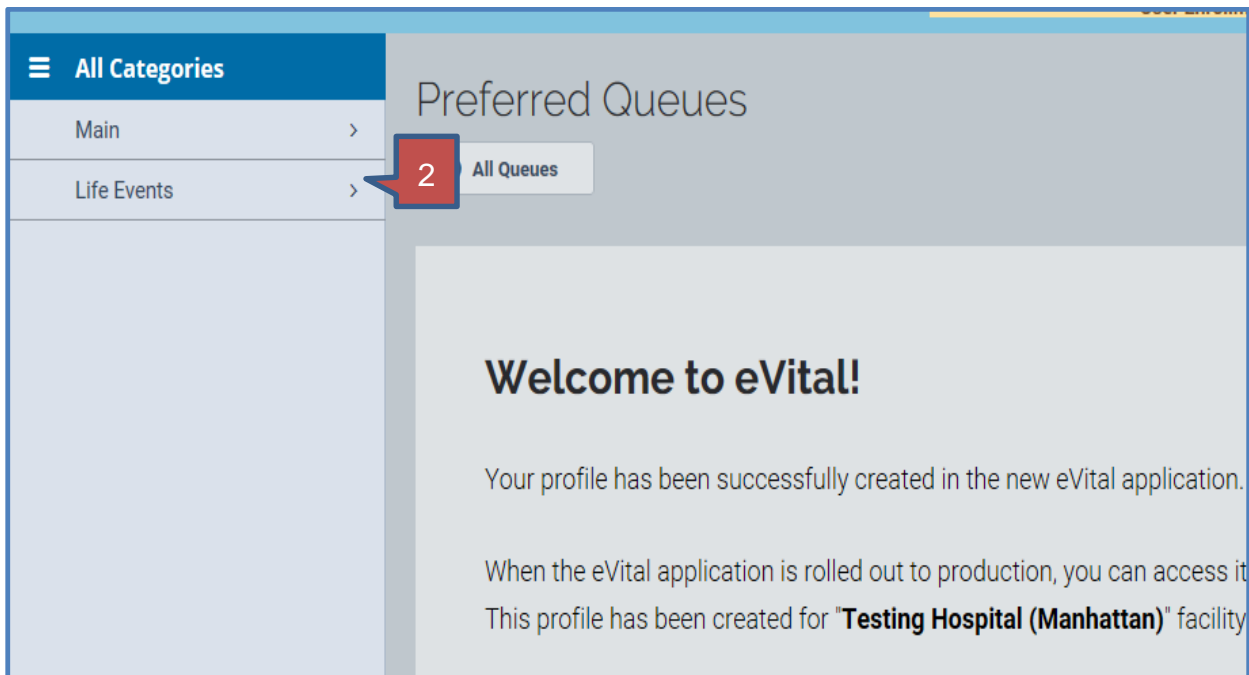 All Categories
Main
Life Events
Preferred Queues
2
All Queues
Welcome to eVital!
Your profile has been successfully created in the new eVital application.
When the eVital application is rolled out to production, you can access it
This profile has been created for "Testing Hospital (Manhattan)" facility